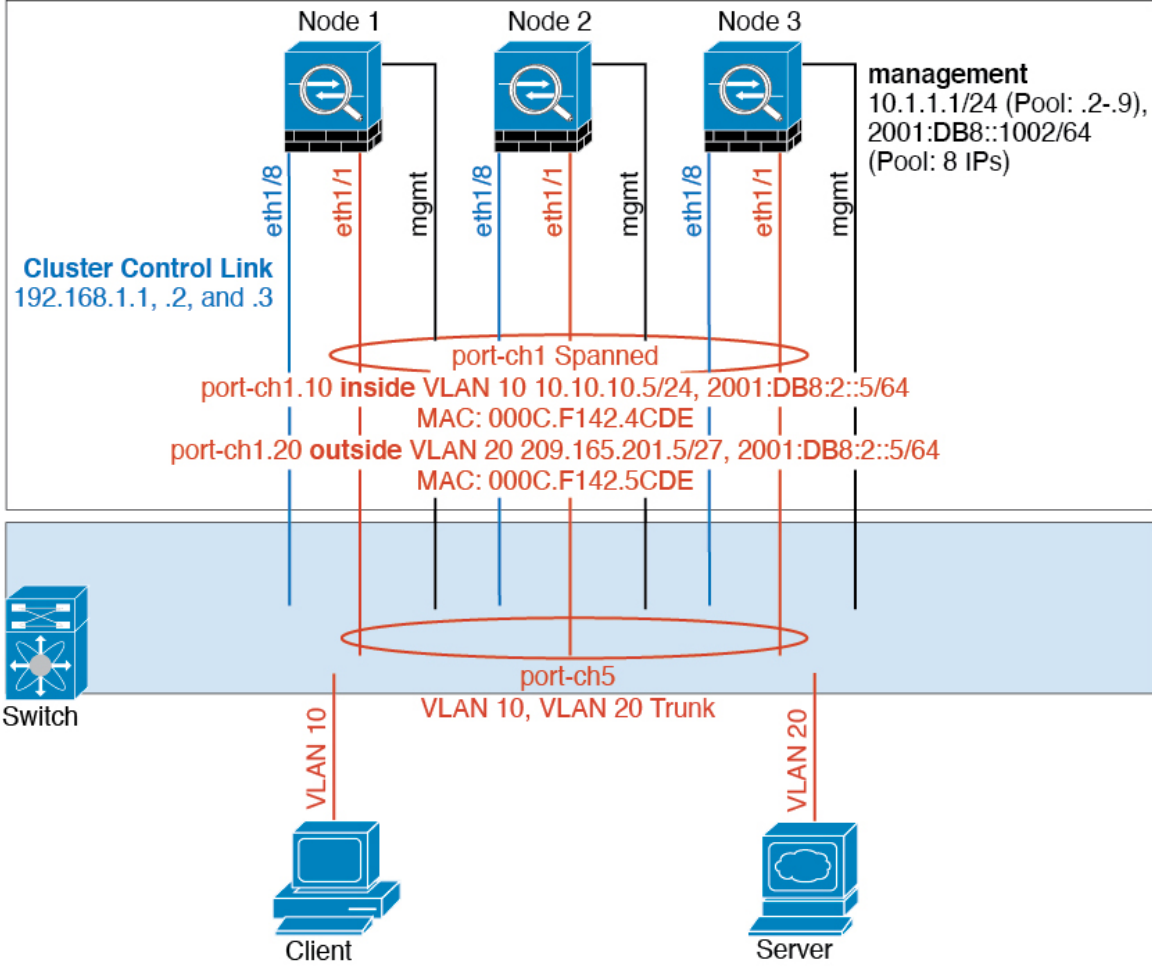 Node 1
Node 2
Node 3
management
10.1.1.1/24 (Pool: .2-.9),
2001:DB8::1002/64
(Pool: 8 IPs)
eth1/8
eth1/1
mgmt
eth1/8
eth1/1
mgmt
eth1/8
eth1/1
mgmt
Cluster Control Link
192.168.1.1, .2, and .3
port-ch1 Spanned
port-ch1.10 inside VLAN 10 10.10.10.5/24, 2001:DB8:2::5/64
MAC: 000C.F142.4CDE
port-ch1.20 outside VLAN 20 209.165.201.5/27, 2001:DB8:2::5/64
MAC: 000C.F142.5CDE
Switch
port-ch5
VLAN 10, VLAN 20 Trunk
VLAN 10
VLAN 20
Client
Server